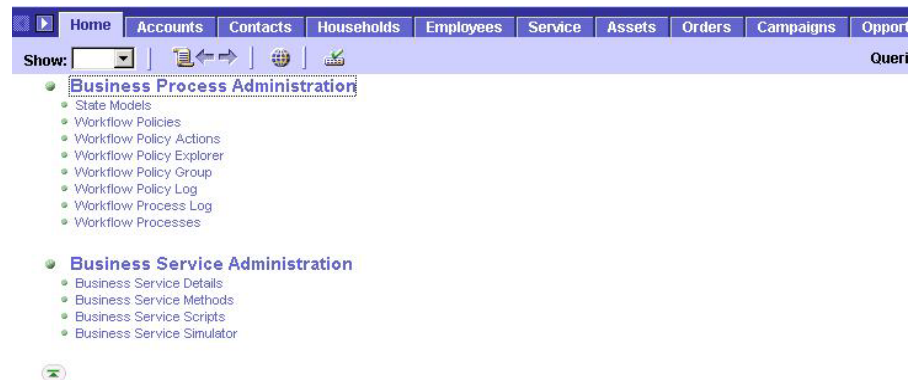 Home Accounts Contacts Households Employees Service Assets Orders Campaigns Opport
Show: Queri
Business Process Administration
State Models
Workflow Policies
Workflow Policy Actions
Workflow Policy Explorer
Workflow Policy Group
Workflow Policy Log
Workflow Process Log
Workflow Processes
Business Service Administration
Business Service Details
Business Service Methods
Business Service Scripts
Business Service Simulator